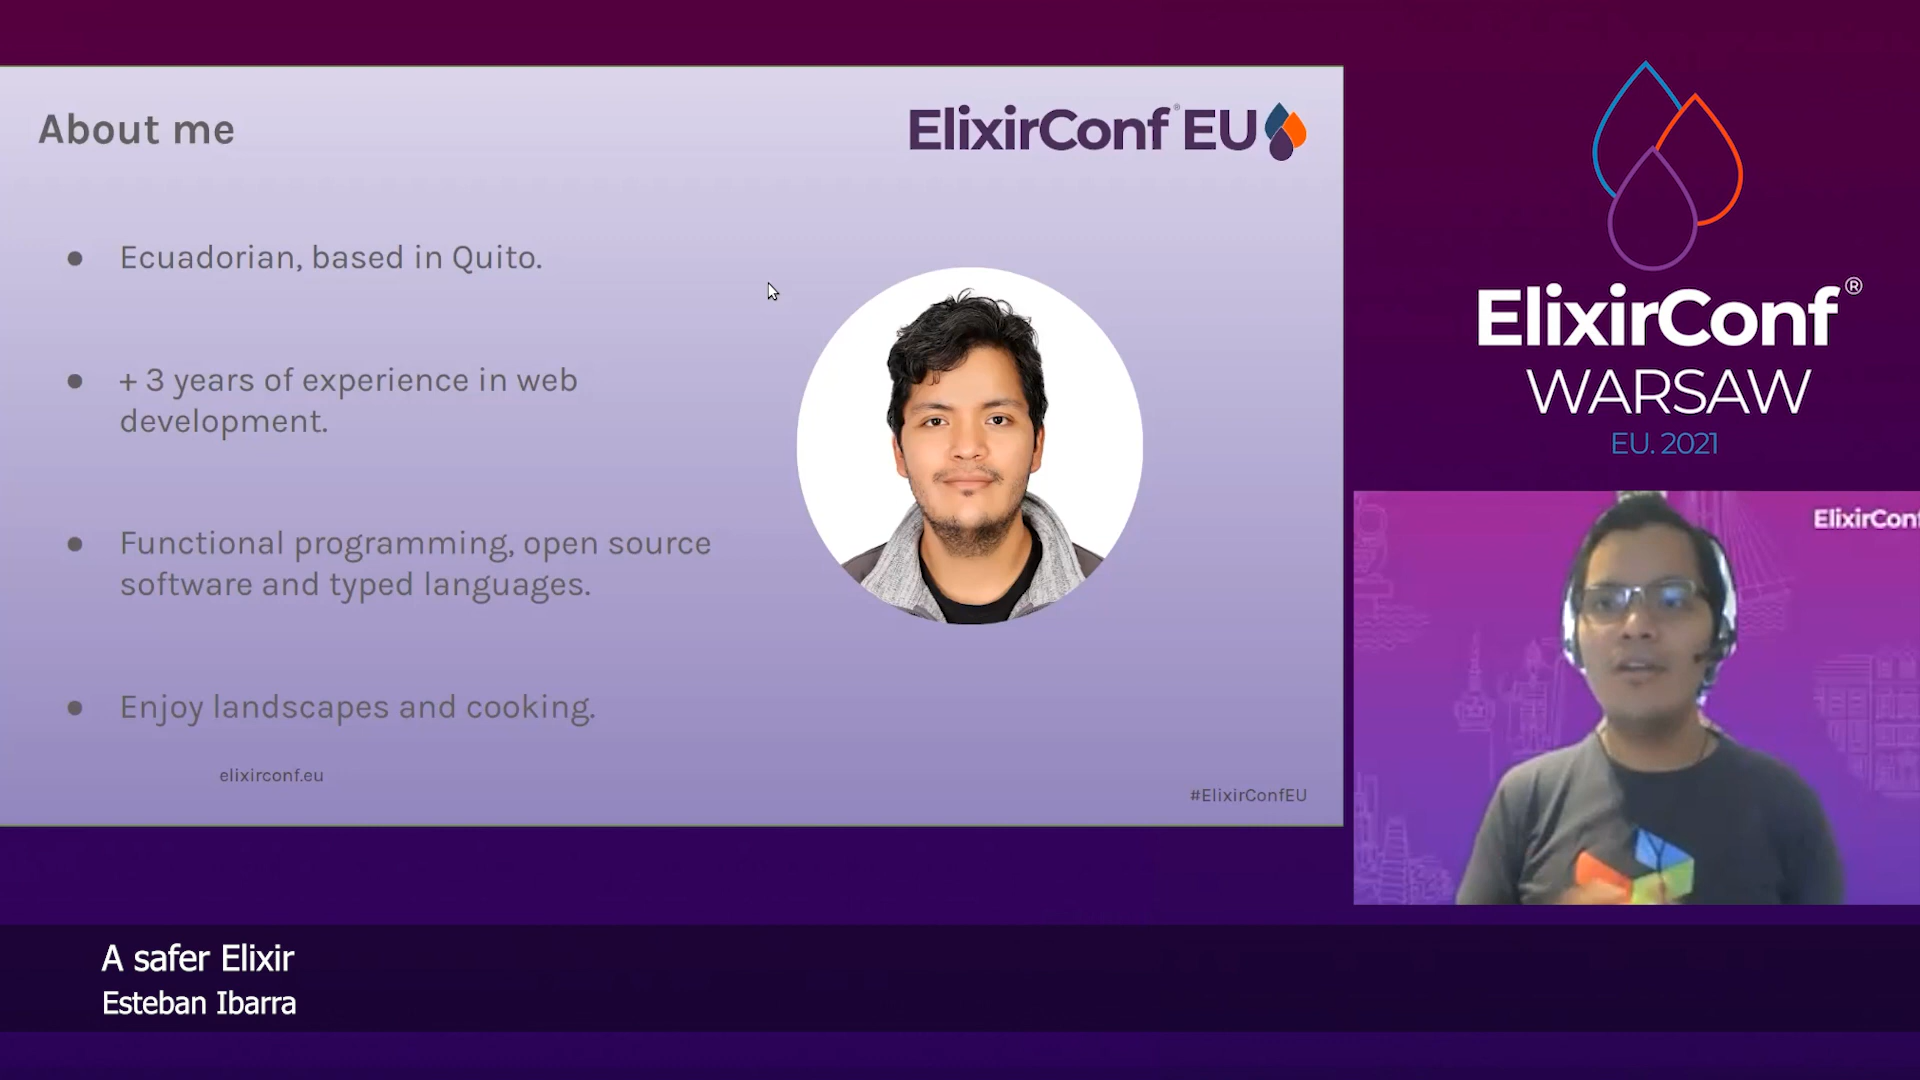 About me
ElixirConf® EU
● Ecuadorian, based in Quito.
● + 3 years of experience in web
development.
● Functional programming, open source
software and typed languages.
● Enjoy landscapes and cooking.
elixirconf.eu
#ElixirConfEU
ElixirConf®
WARSAW
EU. 2021
ElixirConf
A safer Elixir
Esteban Ibarra